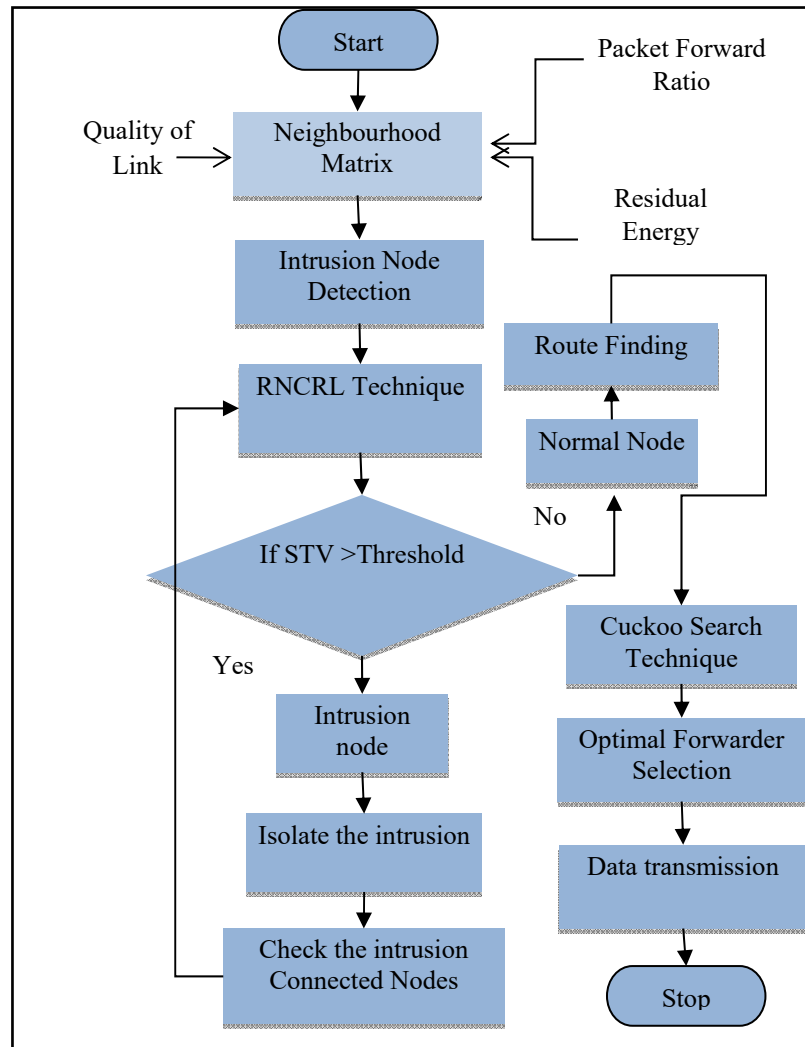 Start
Packet Forward
Ratio
Quality of
Link
Neighbourhood
Matrix
Residual
Energy
Intrusion Node
Detection
Route Finding
RNCRL Technique
Normal Node
No
If STV >Threshold
Cuckoo Search
Technique
Yes
Intrusion
node
Optimal Forwarder
Selection
Isolate the intrusion
Data transmission
Check the intrusion
Connected Nodes
Stop